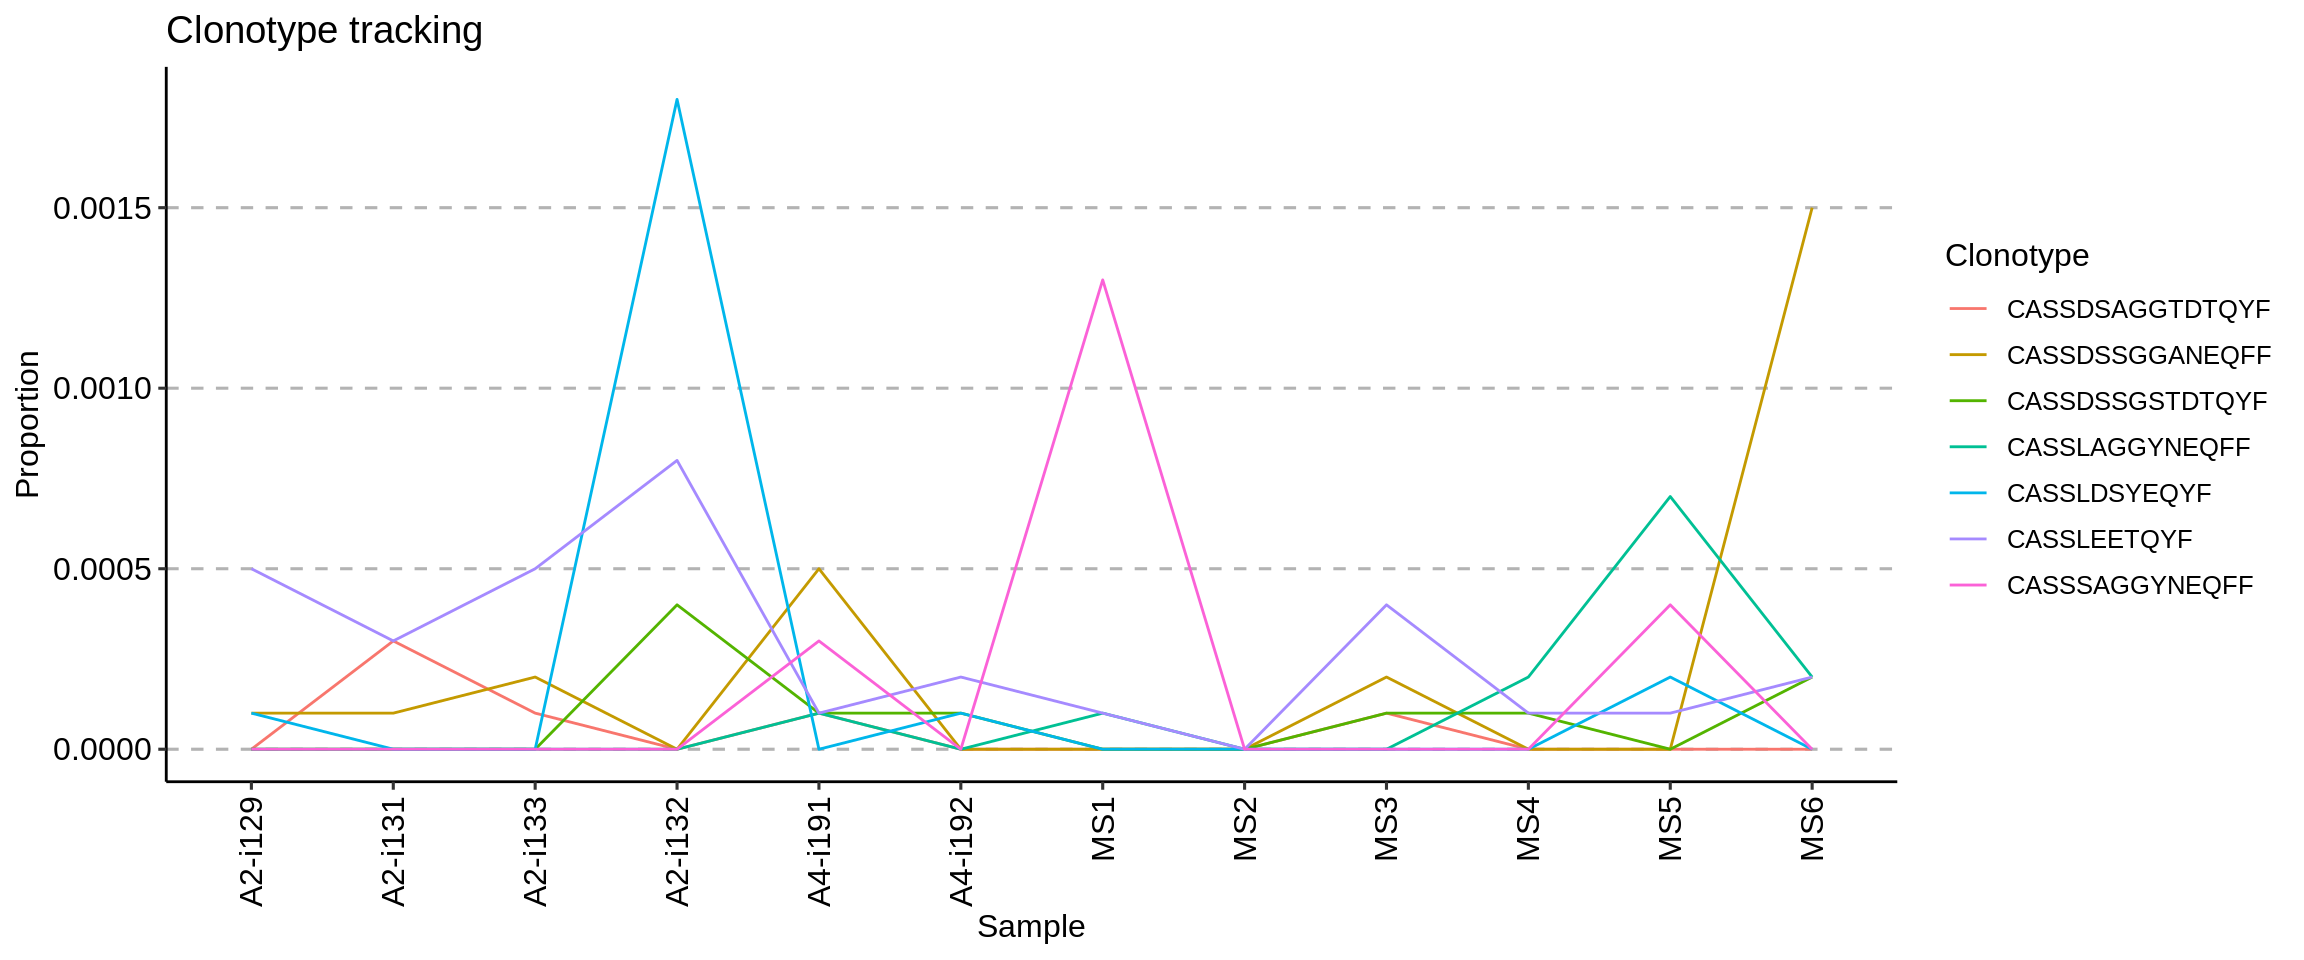 Clonotype tracking
Proportion
0.0015
0.0010
0.0005
0.0000
A2-i129
A2-i131
A2-i133
A2-i132
A4-i191
A4-i192
MS1
MS2
MS3
MS4
MS5
MS6
Sample
Clonotype
CASSDSAGGTDTQYF
CASSDSSGGANEQFF
CASSDSSGSTDTQYF
CASSLAGGYNEQFF
CASSLDSYEQYF
CASSLEETQYF
CASSSAGGYNEQFF